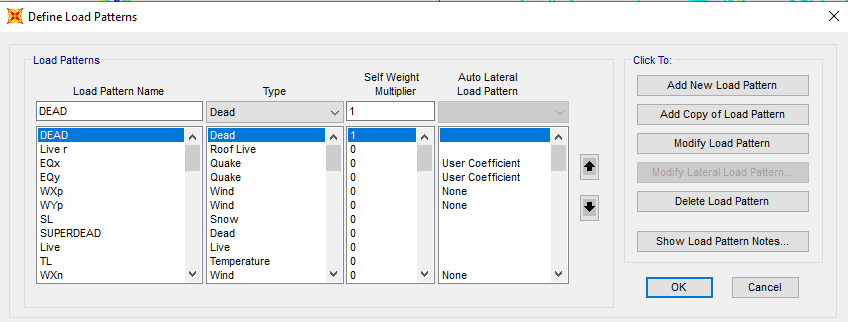 Define Load Patterns
Load Patterns
Click To:
Load Pattern Name Type Self Weight Multiplier Auto Lateral Load Pattern
DEAD Dead 1
DEAD Dead 1
Live r Roof Live 0
EQx Quake 0 User Coefficient
EQy Quake 0 User Coefficient
WXp Wind 0 None
WYp Wind 0 None
SL Snow 0
SUPERDEAD Dead 0
Live Live 0
TL Temperature 0
WXn Wind 0 None
Add New Load Pattern
Add Copy of Load Pattern
Modify Load Pattern
Modify Lateral Load Pattern...
Delete Load Pattern
Show Load Pattern Notes...
OK Cancel